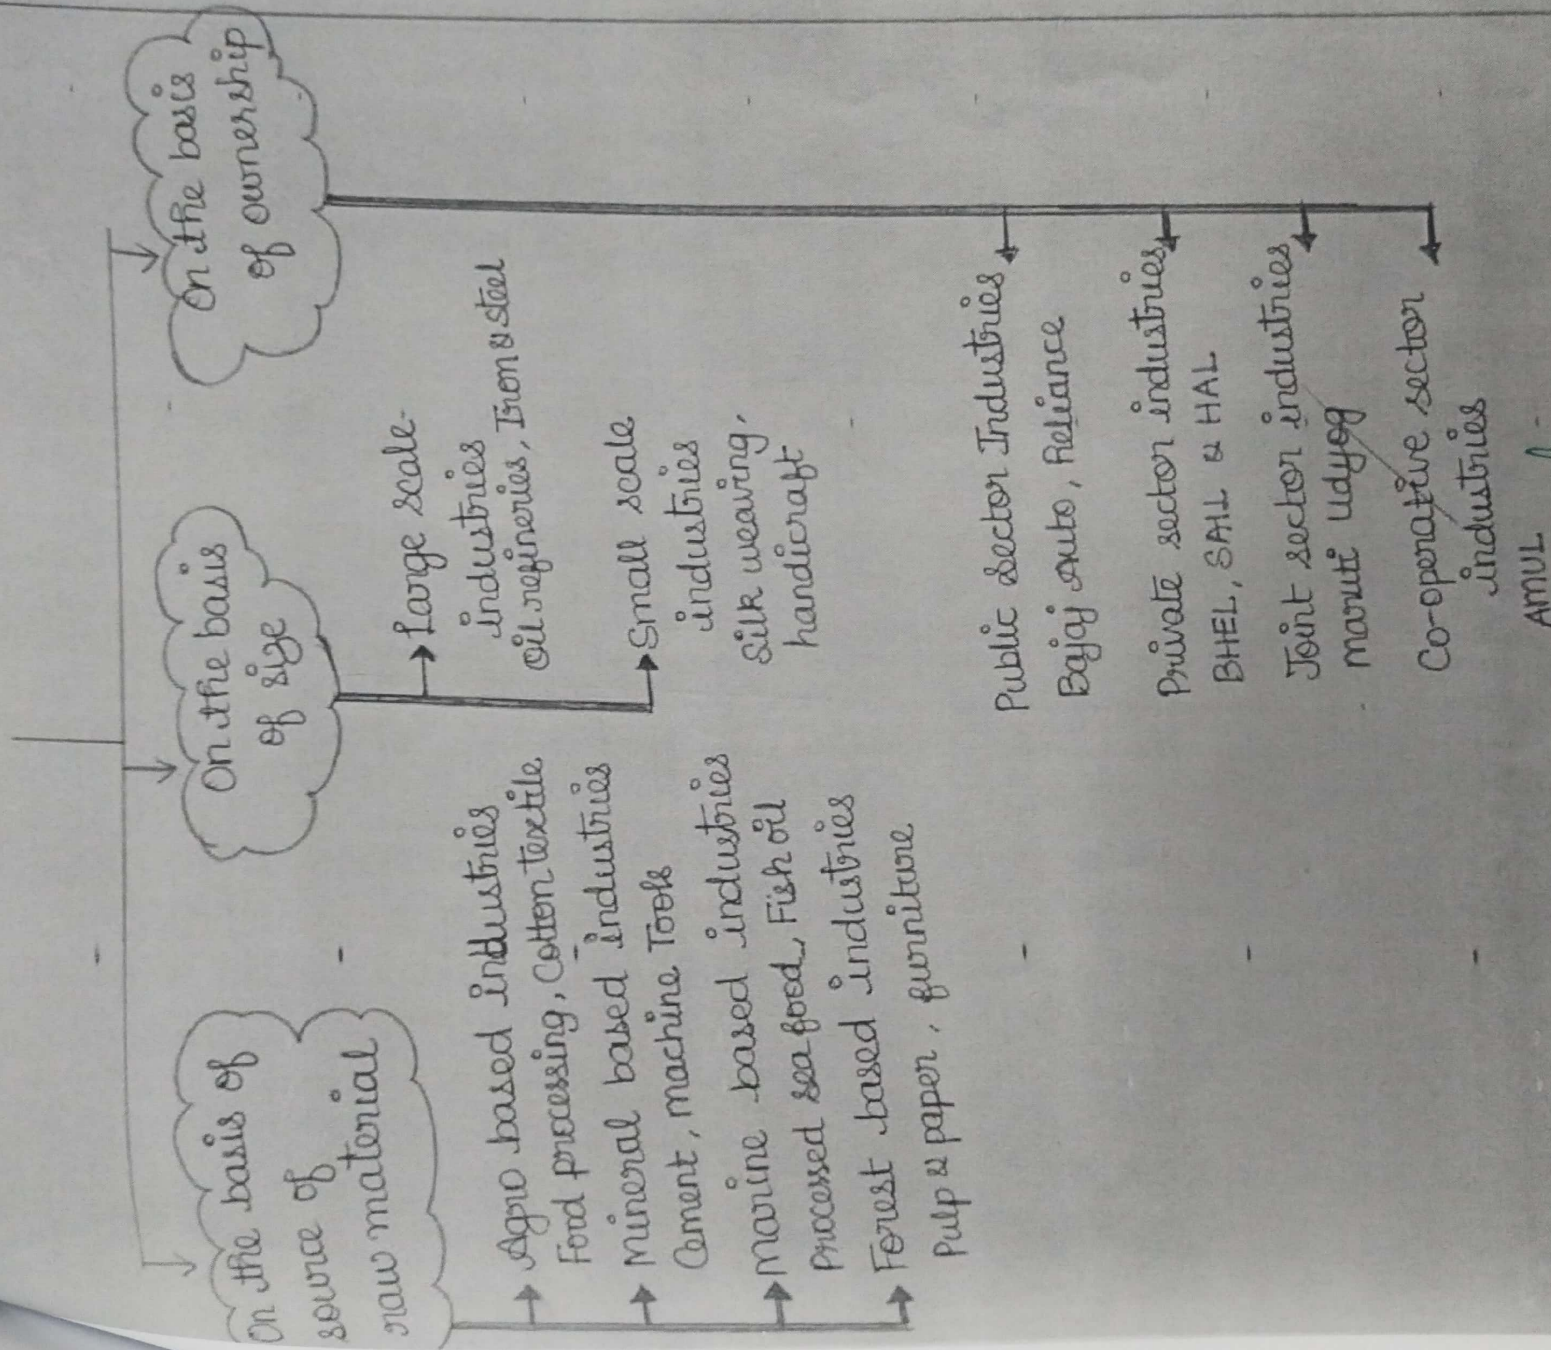 On the basis of
source of
raw material
Agro based industries
Food processing, Cotton textile
Mineral based industries
Cement, machine Tools
marine based industries
Processed sea food, Fish oil
Forest based industries
Pulp & paper, furniture
On the basis
of size
Large scale
industries
oil refineries, Iron & steel
Small scale
industries
Silk weaving,
handicraft
On the basis
of ownership
Public Sector Industries
Bajaj Auto, Reliance
Private sector industries
BHEL, SAIL & HAL
Joint sector industries
maruti udyog
Co-operative sector
industries
AMUL